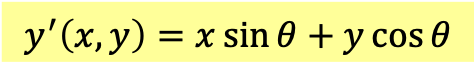 y′(x, y) = x sin θ + y cos θ